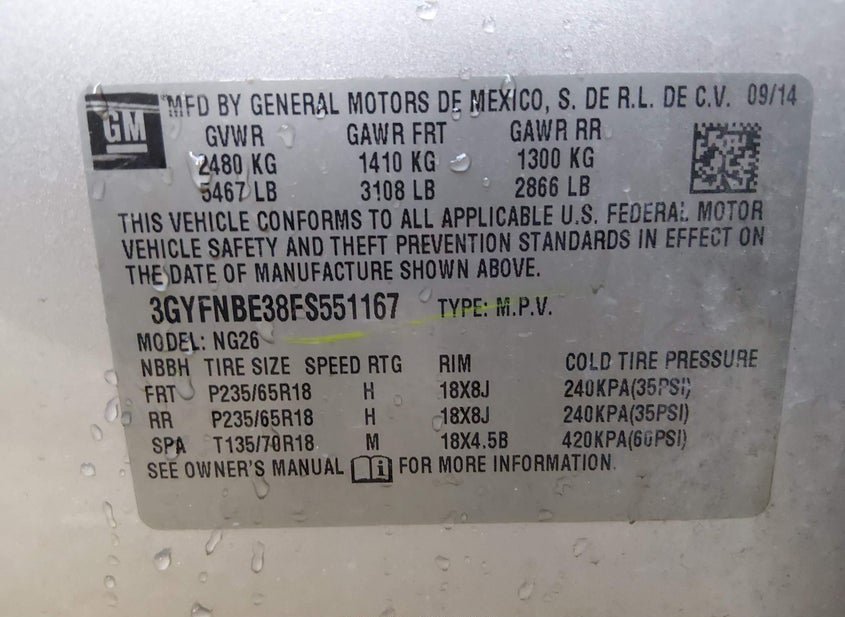 GM
MFD BY GENERAL MOTORS DE MEXICO, S. DE R.L. DE C.V. 09/14
GVWR GAWR FRT GAWR RR
2480 KG 1410 KG 1300 KG
5467 LB 3108 LB 2866 LB
THIS VEHICLE CONFORMS TO ALL APPLICABLE U.S. FEDERAL MOTOR
VEHICLE SAFETY AND THEFT PREVENTION STANDARDS IN EFFECT ON
THE DATE OF MANUFACTURE SHOWN ABOVE.
3GYFNBE38FS551167 TYPE: M.P.V.
MODEL: NG26
NBBH TIRE SIZE SPEED RTG RIM COLD TIRE PRESSURE
FRT P235/65R18 H 18X8J 240KPA(35PSI)
RR P235/65R18 H 18X8J 240KPA(35PSI)
SPA T135/70R18 M 18X4.5B 420KPA(60PSI)
SEE OWNER'S MANUAL i FOR MORE INFORMATION.